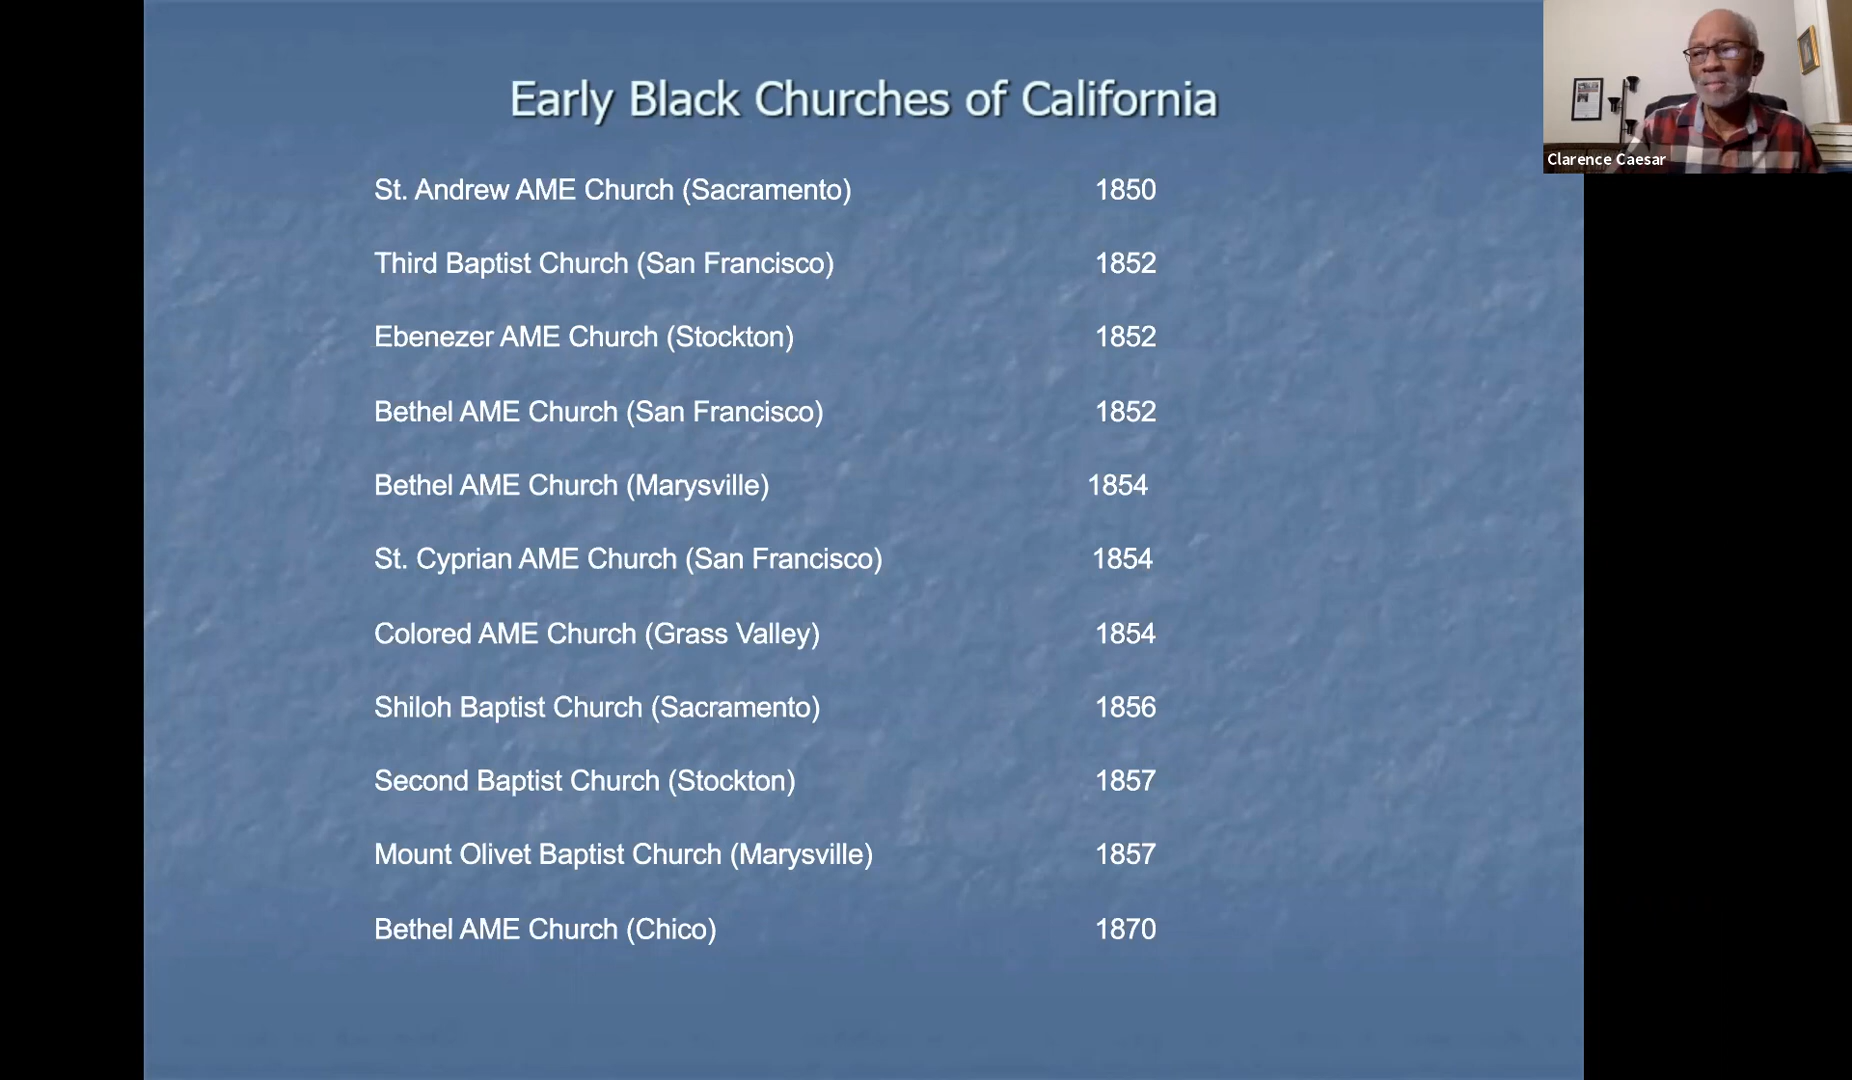 Early Black Churches of California
St. Andrew AME Church (Sacramento) 1850
Third Baptist Church (San Francisco) 1852
Ebenezer AME Church (Stockton) 1852
Bethel AME Church (San Francisco) 1852
Bethel AME Church (Marysville) 1854
St. Cyprian AME Church (San Francisco) 1854
Colored AME Church (Grass Valley) 1854
Shiloh Baptist Church (Sacramento) 1856
Second Baptist Church (Stockton) 1857
Mount Olivet Baptist Church (Marysville) 1857
Bethel AME Church (Chico) 1870
Clarence Caesar